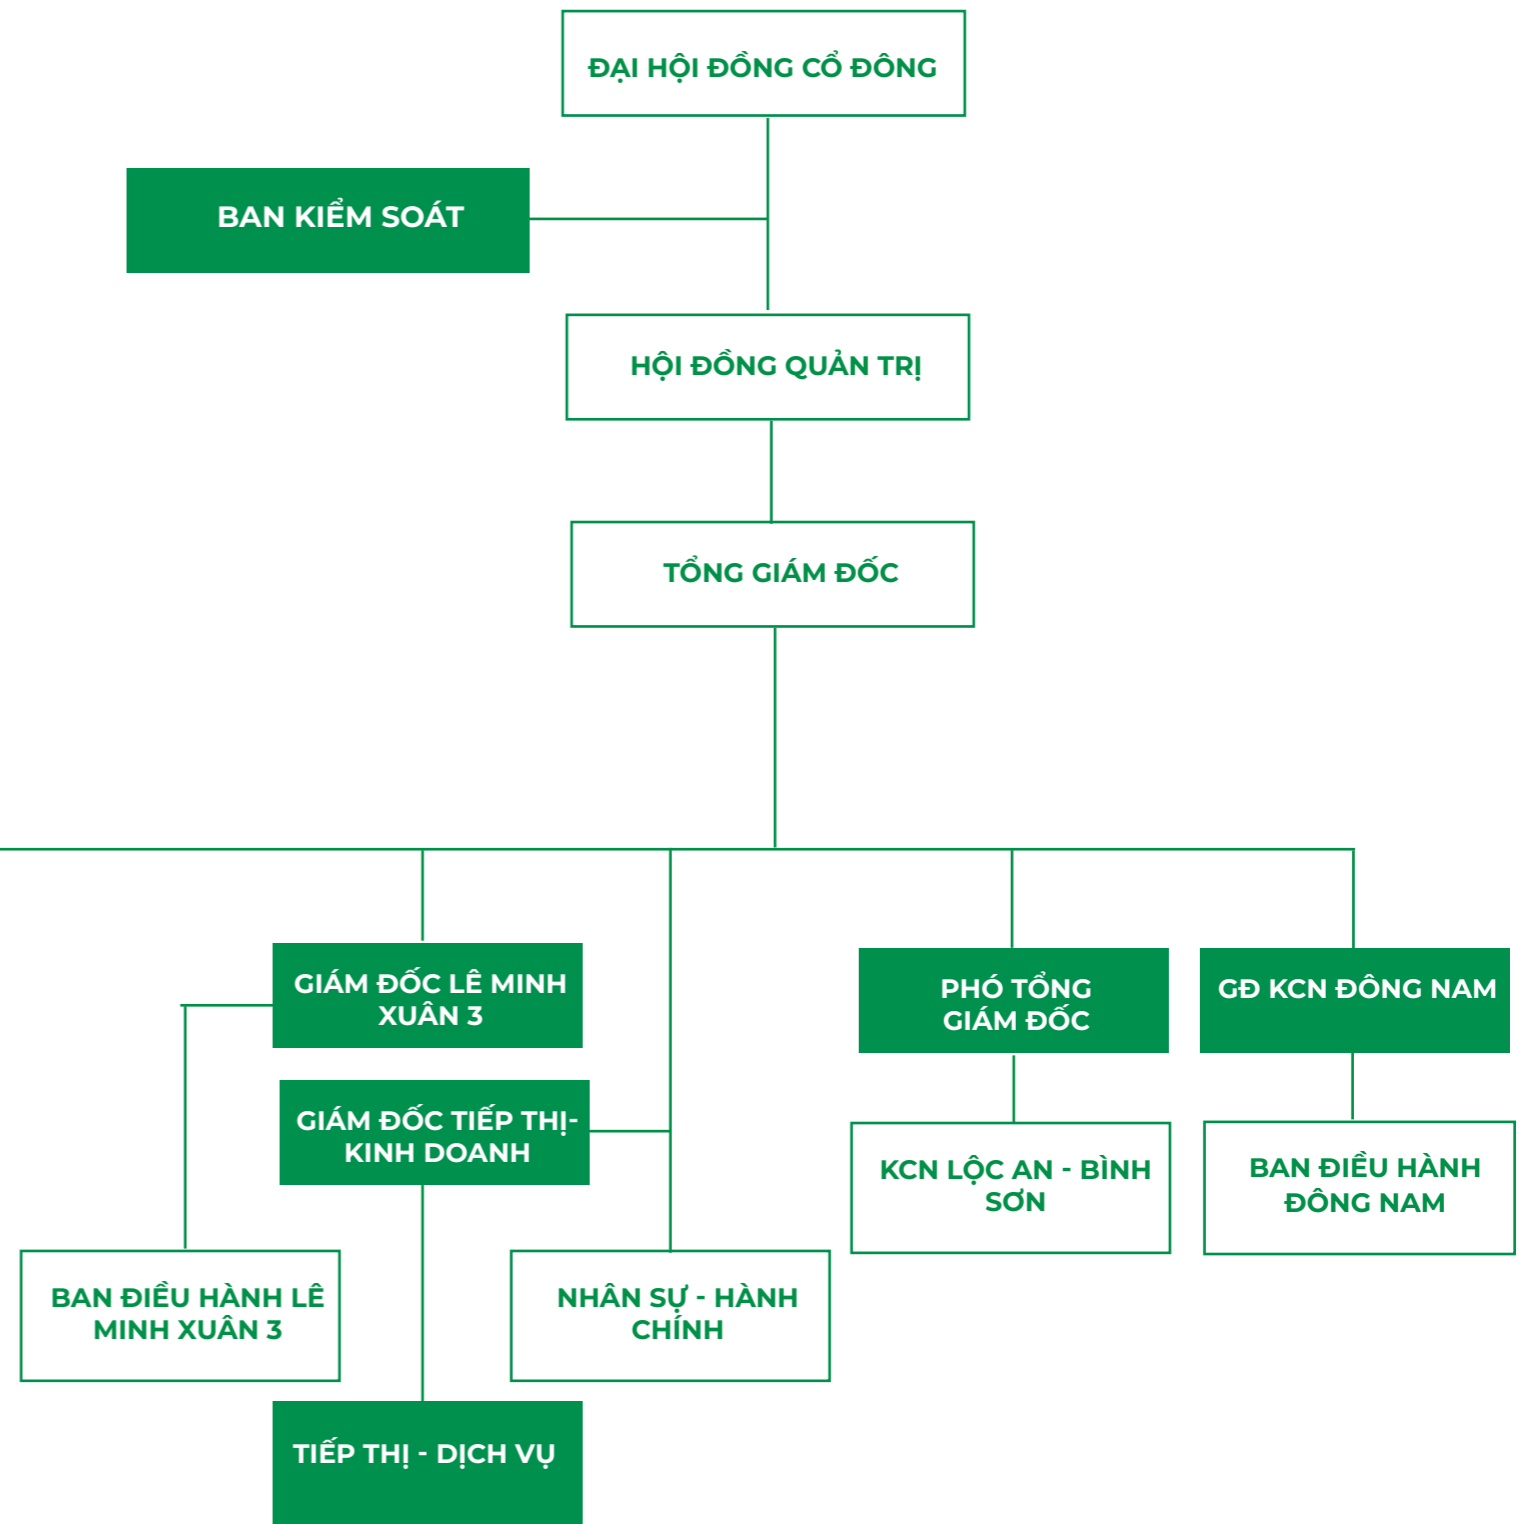 ĐẠI HỘI ĐỒNG CỔ ĐÔNG
BAN KIỂM SOÁT
HỘI ĐỒNG QUẢN TRỊ
TỔNG GIÁM ĐỐC
GIÁM ĐỐC LÊ MINH
XUÂN 3
PHÓ TỔNG
GIÁM ĐỐC
GĐ KCN ĐÔNG NAM
GIÁM ĐỐC TIẾP THỊ-
KINH DOANH
KCN LỘC AN - BÌNH
SƠN
BAN ĐIỀU HÀNH
ĐÔNG NAM
BAN ĐIỀU HÀNH LÊ
MINH XUÂN 3
NHÂN SỰ - HÀNH
CHÍNH
TIẾP THỊ - DỊCH VỤ